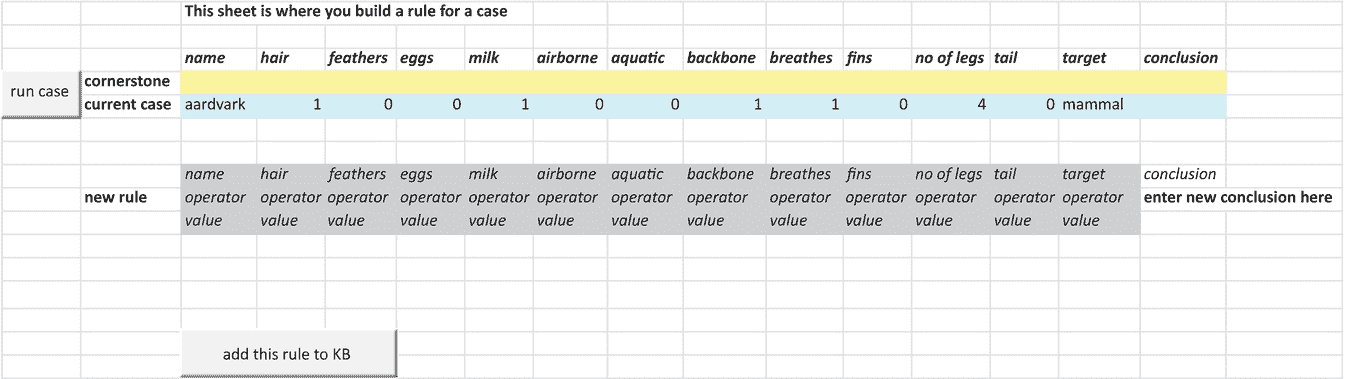 This sheet is where you build a rule for a case
name hair feathers eggs milk airborne aquatic backbone breathes fins no of legs tail target conclusion
run case
cornerstone
current case aardvark 1 0 0 1 0 0 1 1 0 4 0 mammal
name hair feathers eggs milk airborne aquatic backbone breathes fins no of legs tail target conclusion
new rule operator operator operator operator operator operator operator operator operator operator operator operator operator enter new conclusion here
value value value value value value value value value value value value value
add this rule to KB